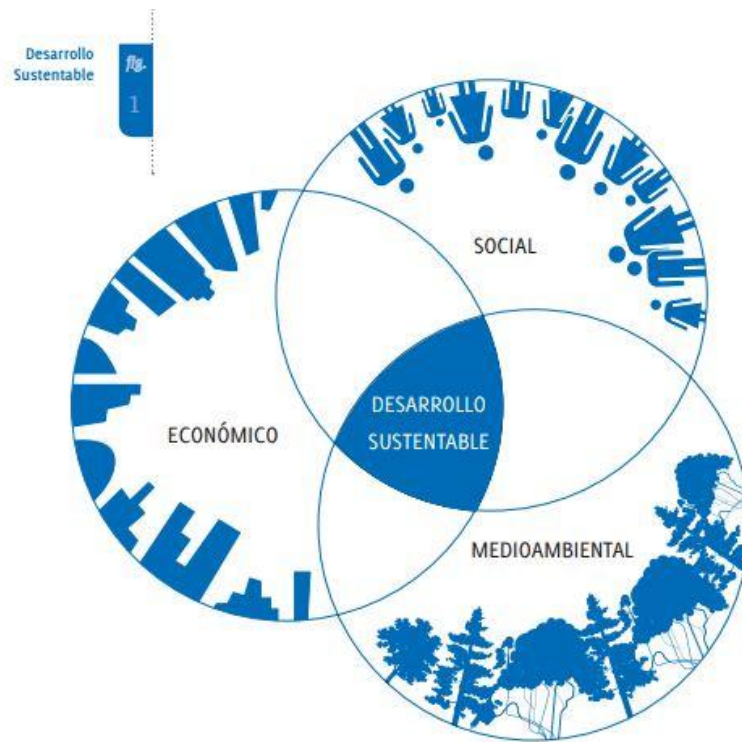 Desarrollo
Sustentable
fig.
1
SOCIAL
ECONÓMICO
DESARROLLO
SUSTENTABLE
MEDIOAMBIENTAL